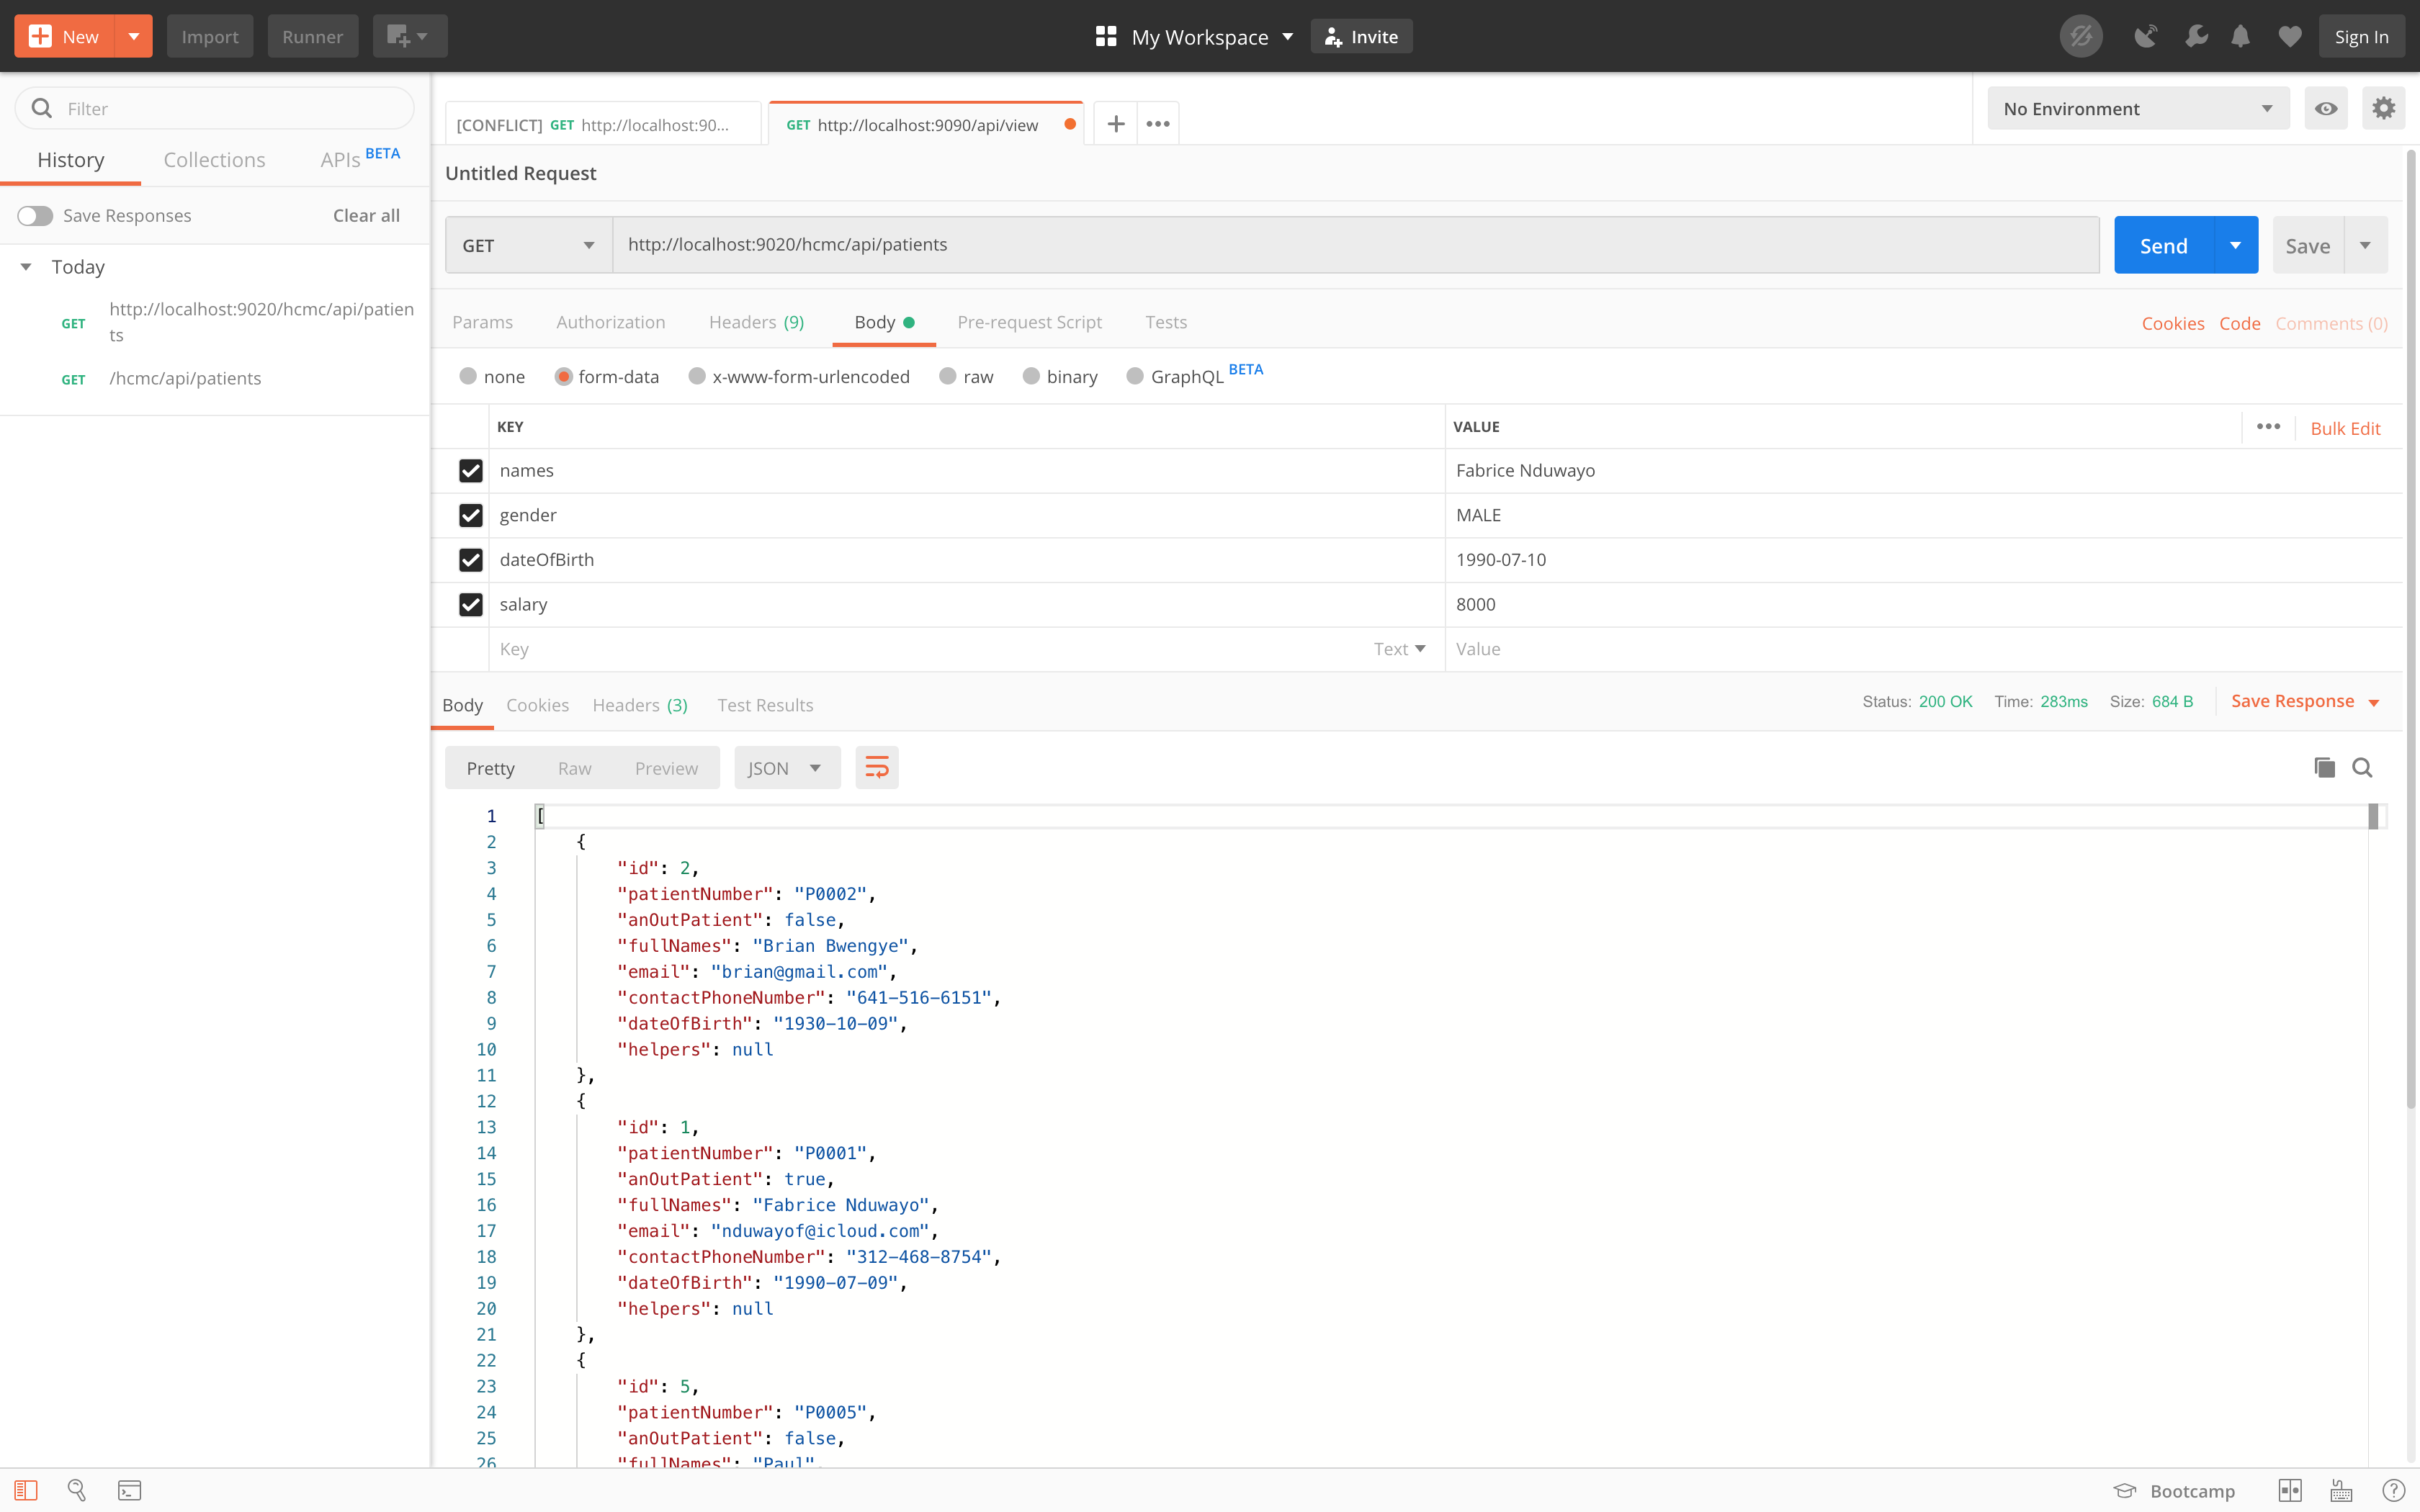 New
Import
Runner
My Workspace
Invite
Sign In
Filter
History
Collections
APIs BETA
Save Responses
Clear all
Today
GET http://localhost:9020/hcmc/api/patien
ts
GET /hcmc/api/patients
[CONFLICT] GET http://localhost:90...
GET http://localhost:9090/api/view
No Environment
Untitled Request
GET
http://localhost:9020/hcmc/api/patients
Send
Save
Params
Authorization
Headers (9)
Body
Pre-request Script
Tests
Cookies
Code
Comments (0)
none
form-data
x-www-form-urlencoded
raw
binary
GraphQL BETA
KEY
VALUE
Bulk Edit
names
Fabrice Nduwayo
gender
MALE
dateOfBirth
1990-07-10
salary
8000
Key
Text
Value
Body
Cookies
Headers (3)
Test Results
Status: 200 OK
Time: 283ms
Size: 684 B
Save Response
Pretty
Raw
Preview
JSON
1 [
2 {
3 "id": 2,
4 "patientNumber": "P0002",
5 "anOutPatient": false,
6 "fullNames": "Brian Bwengye",
7 "email": "brian@gmail.com",
8 "contactPhoneNumber": "641-516-6151",
9 "dateOfBirth": "1930-10-09",
10 "helpers": null
11 },
12 {
13 "id": 1,
14 "patientNumber": "P0001",
15 "anOutPatient": true,
16 "fullNames": "Fabrice Nduwayo",
17 "email": "nduwayof@icloud.com",
18 "contactPhoneNumber": "312-468-8754",
19 "dateOfBirth": "1990-07-09",
20 "helpers": null
21 },
22 {
23 "id": 5,
24 "patientNumber": "P0005",
25 "anOutPatient": false,
26 "fullNames": "Paul",
Bootcamp